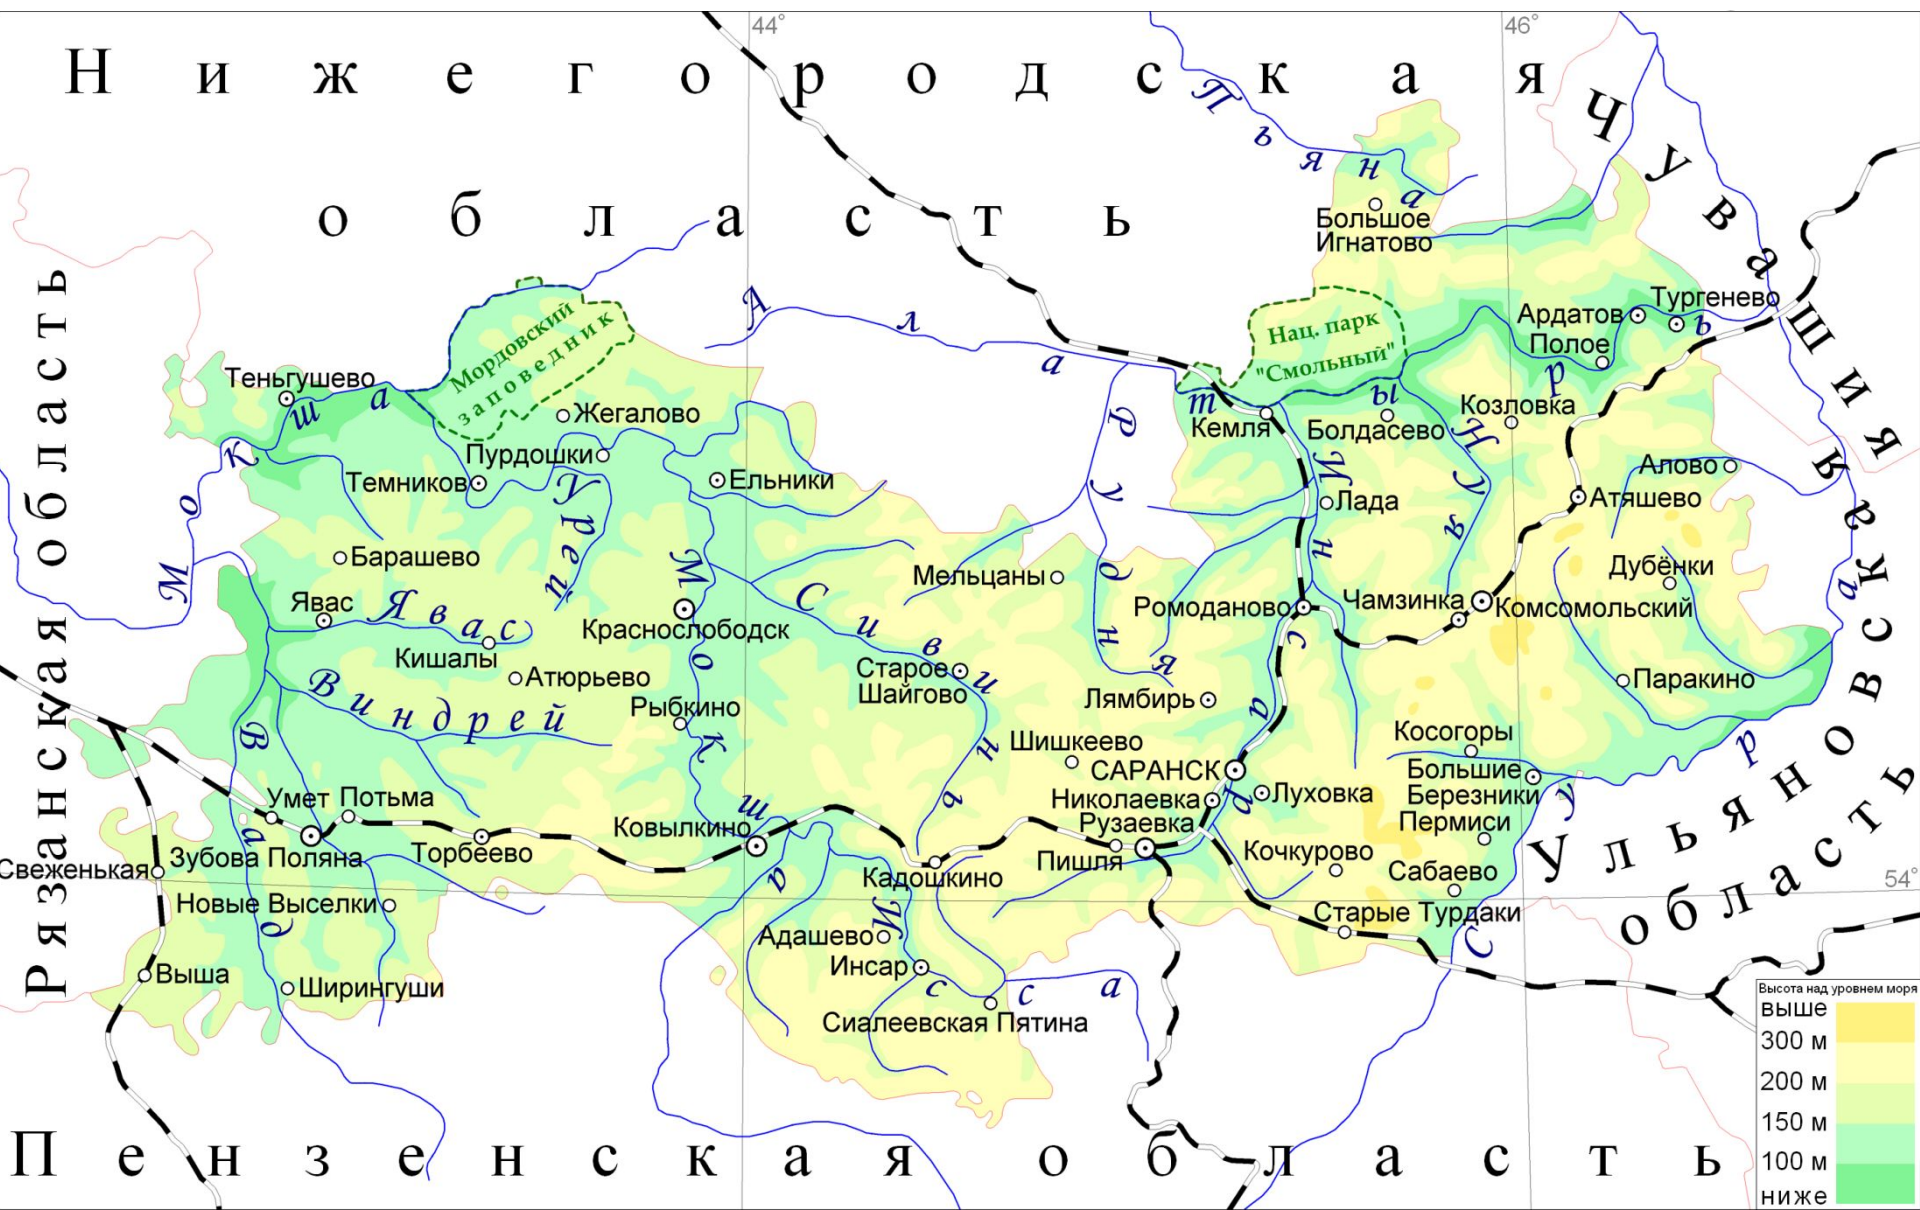 44°
46°
Нижегородская
область
Чувашия
Пьяна
Большое
Игнатово
Рязанская область
Мордовский
заповедник
Нац. парк
"Смольный"
Тургенево
Ардатов
Полое
Алатырь
Теньгушево
Мокша
Жегалово
Пурдошки
Темников
Ельники
Урей
Кемля
Болдасево
Козловка
Нуя
Алово
Атяшево
Рудня
Инсар
Лада
Барашево
Мельцаны
Дубёнки
Явас
Явас
Мокша
Сивинь
Ромоданово
Чамзинка
Комсомольский
Краснослободск
Кишалы
Атюрьево
Старое
Шайгово
Паракино
Виндрей
Рыбкино
Лямбирь
Косогоры
Шишкеево
САРАНСК
Большие
Березники
Сура
Вад
Умет
Потьма
Николаевка
Луховка
Рузаевка
Пермиси
Зубова Поляна
Торбеево
Ковылкино
Пишля
Кочкурово
Сабаево
Ульяновская
область
Свеженькая
Кадошкино
54°
Новые Выселки
Старые Турдаки
Адашево
Инсар
Исса
Выша
Ширингуши
Сиалеевская Пятина
Пензенская область
Высота над уровнем моря
выше
300 м
200 м
150 м
100 м
ниже